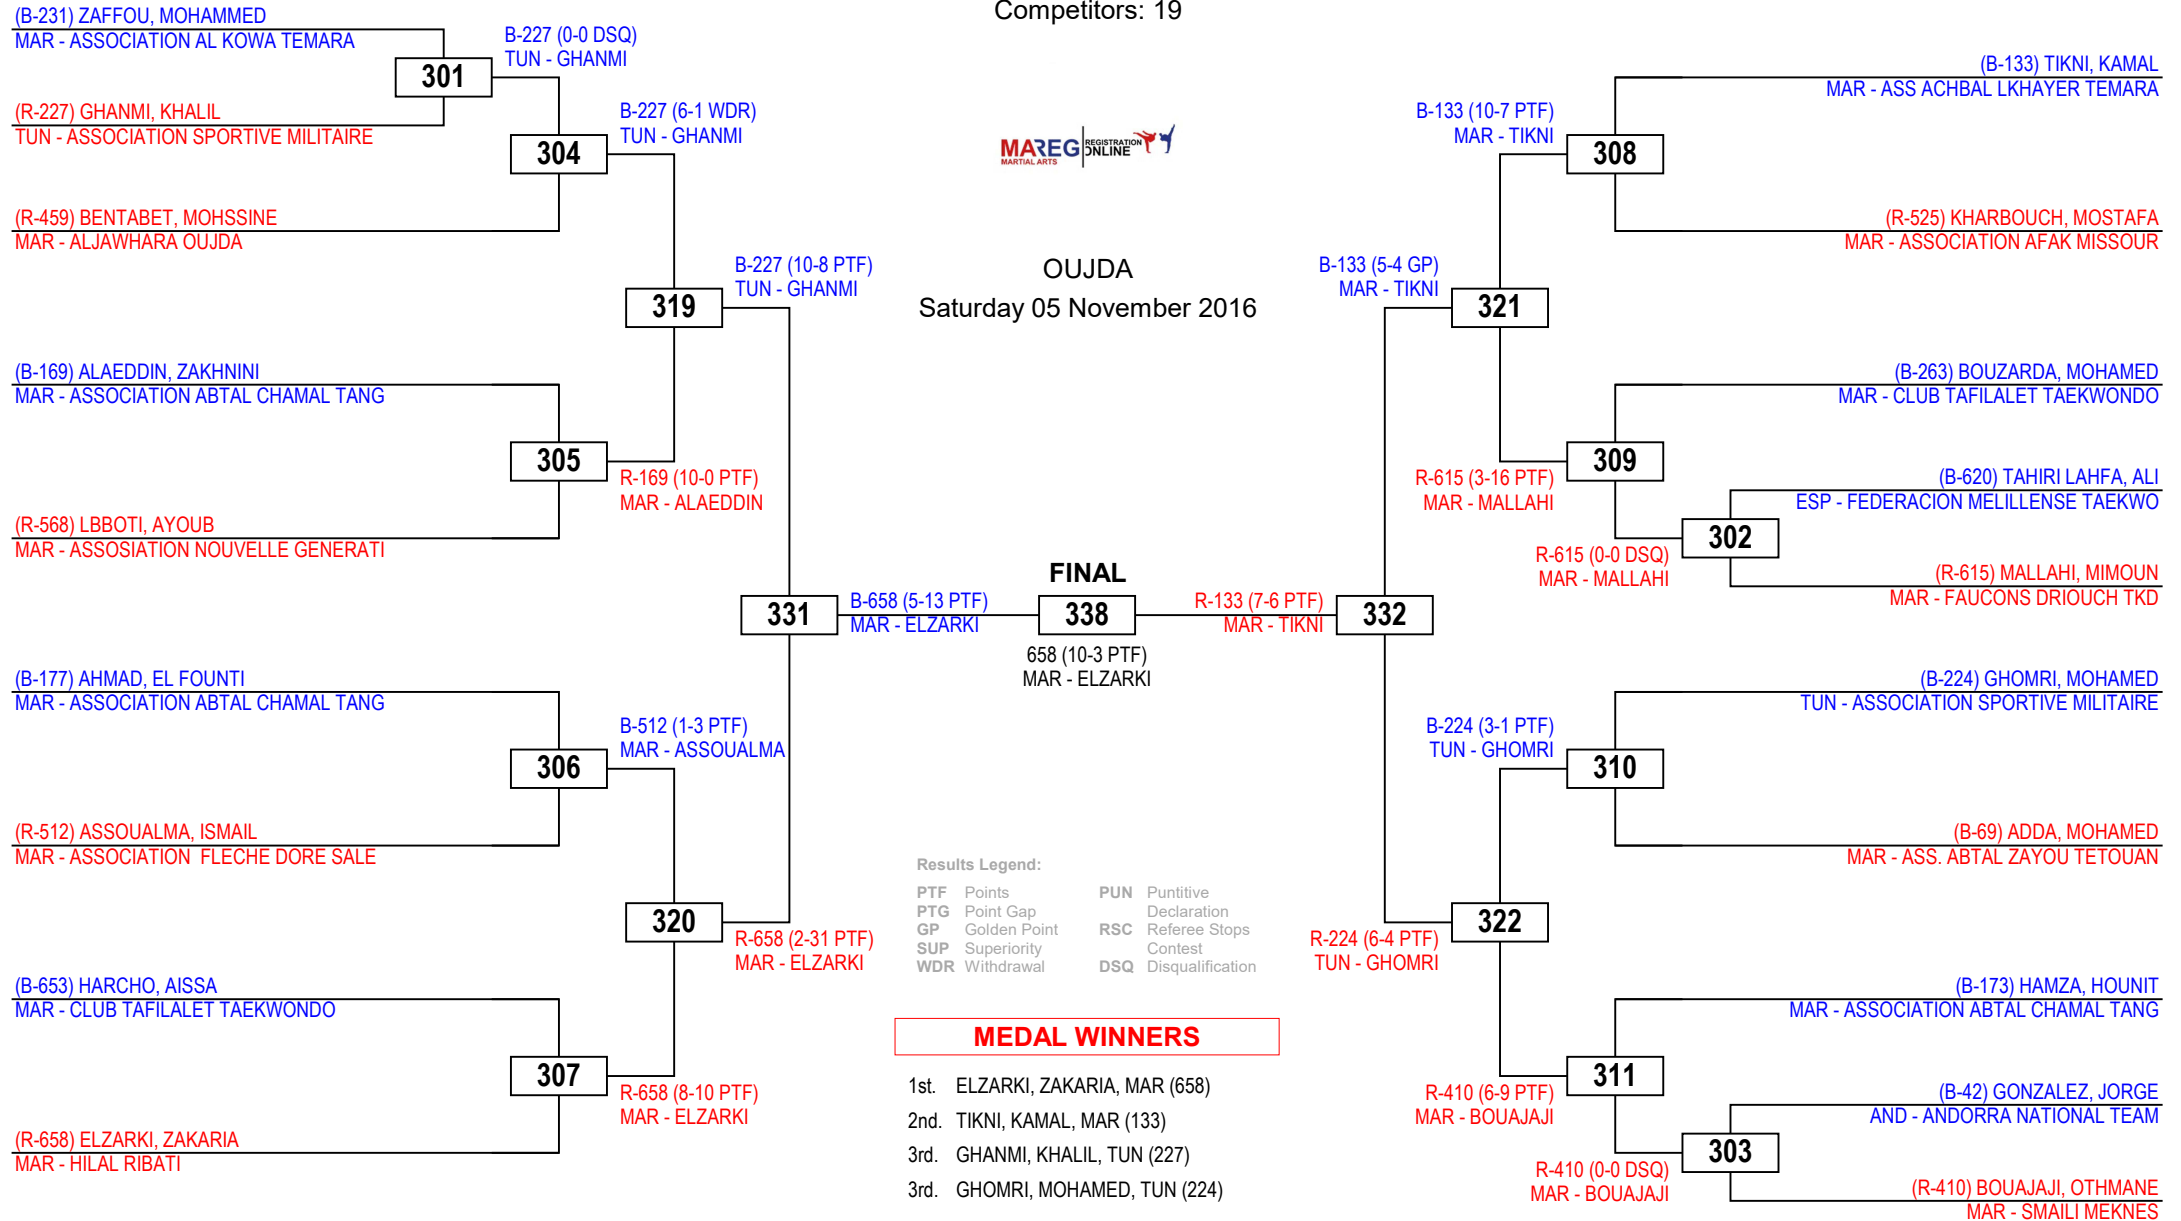 Competitors: 19
(B-231) ZAFFOU, MOHAMMED
MAR - ASSOCIATION AL KOWA TEMARA
301
(R-227) GHANMI, KHALIL
TUN - ASSOCIATION SPORTIVE MILITAIRE
B-227 (0-0 DSQ)
TUN - GHANMI
304
(R-459) BENTABET, MOHSSINE
MAR - ALJAWHARA OUJDA
B-227 (6-1 WDR)
TUN - GHANMI
319
B-227 (10-8 PTF)
TUN - GHANMI
(B-169) ALAEDDIN, ZAKHNINI
MAR - ASSOCIATION ABTAL CHAMAL TANG
305
R-169 (10-0 PTF)
MAR - ALAEDDIN
(R-568) LBBOTI, AYOUB
MAR - ASSOSIATION NOUVELLE GENERATI
331
B-658 (5-13 PTF)
MAR - ELZARKI
(B-177) AHMAD, EL FOUNTI
MAR - ASSOCIATION ABTAL CHAMAL TANG
306
B-512 (1-3 PTF)
MAR - ASSOUALMA
(R-512) ASSOUALMA, ISMAIL
MAR - ASSOCIATION  FLECHE DORE SALE
320
R-658 (2-31 PTF)
MAR - ELZARKI
(B-653) HARCHO, AISSA
MAR - CLUB TAFILALET TAEKWONDO
307
R-658 (8-10 PTF)
MAR - ELZARKI
(R-658) ELZARKI, ZAKARIA
MAR - HILAL RIBATI
MAREG
MARTIAL ARTS
REGISTRATION
ONLINE
OUJDA
Saturday 05 November 2016
FINAL
338
658 (10-3 PTF)
MAR - ELZARKI
Results Legend:
PTF Points
PTG Point Gap
GP Golden Point
SUP Superiority
WDR Withdrawal
PUN Puntitive
Declaration
RSC Referee Stops
Contest
DSQ Disqualification
MEDAL WINNERS
1st. ELZARKI, ZAKARIA, MAR (658)
2nd. TIKNI, KAMAL, MAR (133)
3rd. GHANMI, KHALIL, TUN (227)
3rd. GHOMRI, MOHAMED, TUN (224)
(B-133) TIKNI, KAMAL
MAR - ASS ACHBAL LKHAYER TEMARA
B-133 (10-7 PTF)
MAR - TIKNI
308
(R-525) KHARBOUCH, MOSTAFA
MAR - ASSOCIATION AFAK MISSOUR
B-133 (5-4 GP)
MAR - TIKNI
321
(B-263) BOUZARDA, MOHAMED
MAR - CLUB TAFILALET TAEKWONDO
309
R-615 (3-16 PTF)
MAR - MALLAHI
(B-620) TAHIRI LAHFA, ALI
ESP - FEDERACION MELILLENSE TAEKWO
302
R-615 (0-0 DSQ)
MAR - MALLAHI
(R-615) MALLAHI, MIMOUN
MAR - FAUCONS DRIOUCH TKD
R-133 (7-6 PTF)
MAR - TIKNI
332
(B-224) GHOMRI, MOHAMED
TUN - ASSOCIATION SPORTIVE MILITAIRE
B-224 (3-1 PTF)
TUN - GHOMRI
310
(B-69) ADDA, MOHAMED
MAR - ASS. ABTAL ZAYOU TETOUAN
322
R-224 (6-4 PTF)
TUN - GHOMRI
(B-173) HAMZA, HOUNIT
MAR - ASSOCIATION ABTAL CHAMAL TANG
311
R-410 (6-9 PTF)
MAR - BOUAJAJI
(B-42) GONZALEZ, JORGE
AND - ANDORRA NATIONAL TEAM
303
R-410 (0-0 DSQ)
MAR - BOUAJAJI
(R-410) BOUAJAJI, OTHMANE
MAR - SMAILI MEKNES